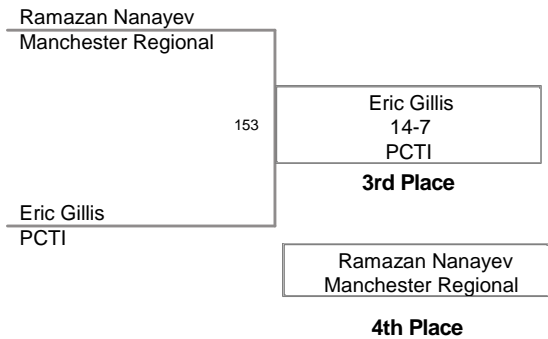 Ramazan Nanayev
Manchester Regional
153
Eric Gillis
14-7
PCTI
3rd Place
Eric Gillis
PCTI
Ramazan Nanayev
Manchester Regional
4th Place